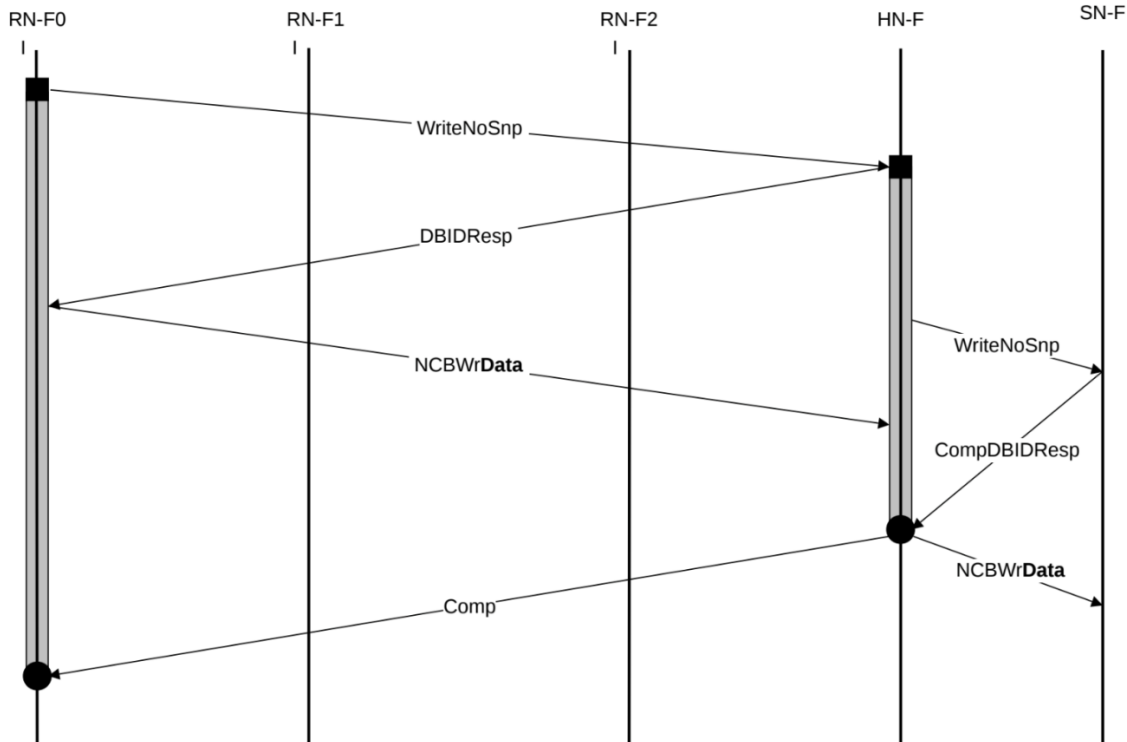 RN-F0 RN-F1 RN-F2 HN-F SN-F
I I I
WriteNoSnp
DBIDResp
WriteNoSnp
NCBWrData
CompDBIDResp
NCBWrData
Comp